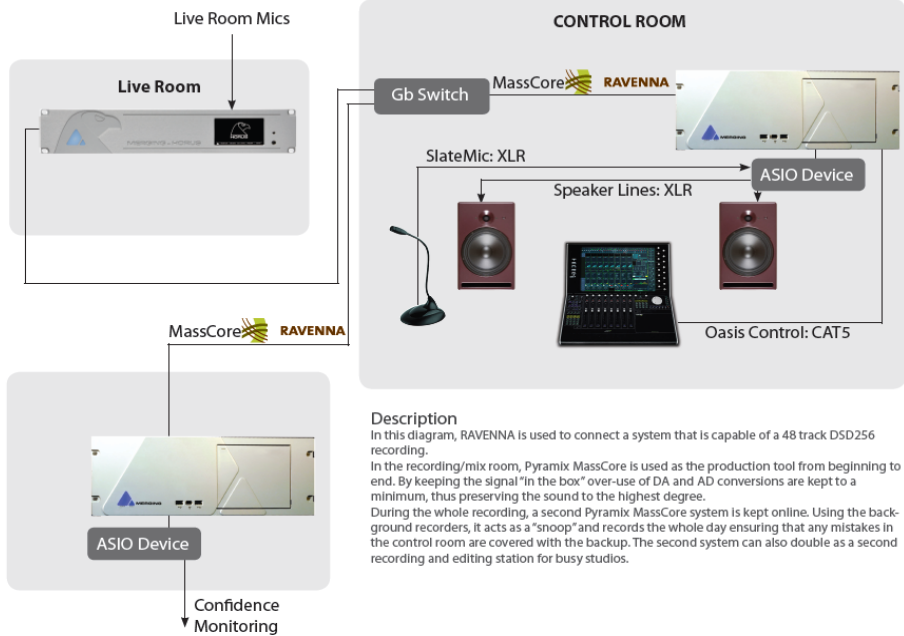 Live Room Mics
CONTROL ROOM
Live Room
Gb Switch
MassCore RAVENNA
MERGING
MERGING HORUS
HORUS
SlateMic: XLR
ASIO Device
Speaker Lines: XLR
MassCore RAVENNA
Oasis Control: CAT5
MERGING
ASIO Device
Confidence
Monitoring
Description
In this diagram, RAVENNA is used to connect a system that is capable of a 48 track DSD256
recording.
In the recording/mix room, Pyramix MassCore is used as the production tool from beginning to
end. By keeping the signal "in the box" over-use of DA and AD conversions are kept to a
minimum, thus preserving the sound to the highest degree.
During the whole recording, a second Pyramix MassCore system is kept online. Using the back-
ground recorders, it acts as a "snoop" and records the whole day ensuring that any mistakes in
the control room are covered with the backup. The second system can also double as a second
recording and editing station for busy studios.